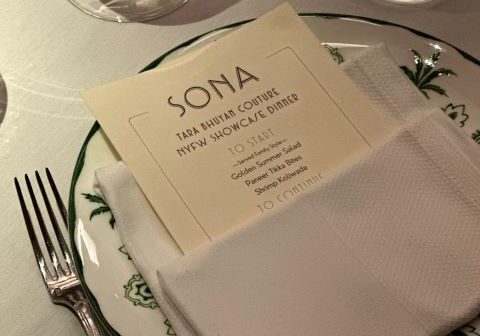 SONA
TARA BHUYAN COUTURE
NYFW SHOWCASE DINNER
TO START
—Served Family Style—
Golden Summer Salad
Paneer Tikka Bites
Shrimp Koliwada
TO CONTINUE